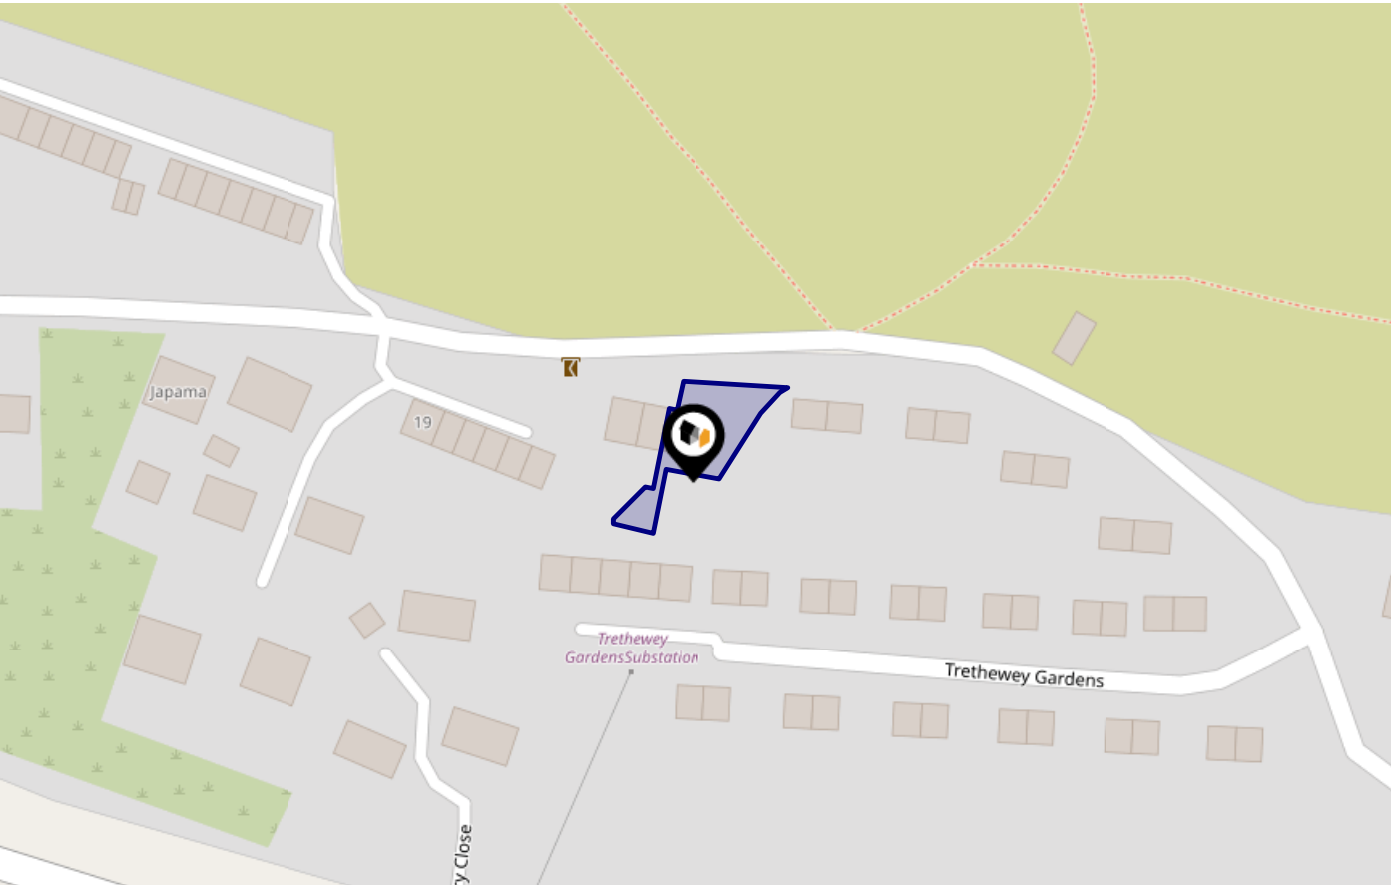 Japama
19
Trethewey
GardensSubstation
Trethewey Gardens
y Close